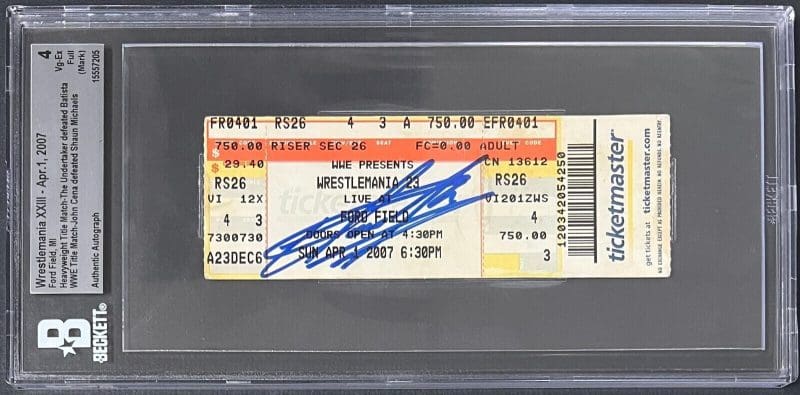 Wrestlemania XXIII - Apr.1, 2007
Ford Field, MI
Heavyweight Title Match-The Undertaker defeated Batista
WWE Title Match-John Cena defeated Shaun Michaels
Authentic Autograph
4
Vg-Ex
Full
(Mark)
15557205
BECKETT®
FR0401 RS26 4 3 A 750.00 EFR0401
750.00 RISER SEC 26 FC=0.00 ADULT
$ 29.40 WWE PRESENTS CN 13612
RS26 WRESTLEMANIA 23 RS26
VI 12X LIVE AT VI201ZWS
4 3 FORD FIELD 4
7300730 DOORS OPEN AT 4:30PM 750.00
A23DEC6 SUN APR 1 2007 6:30PM 3
120342054250
ticketmaster
get tickets at ticketmaster.com
BECKETT